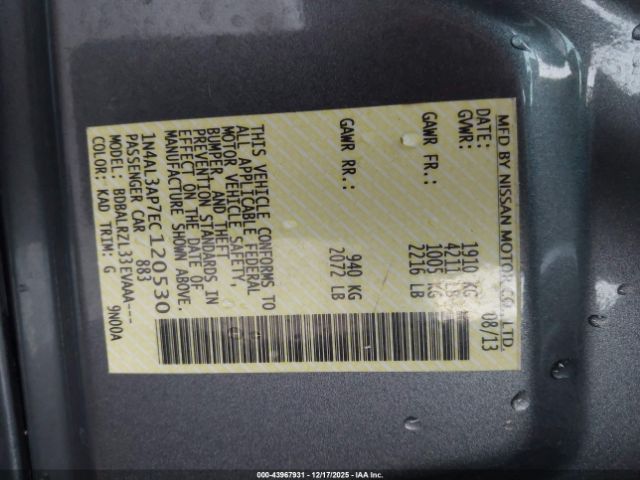 MFD BY NISSAN MOTOR CO., LTD.
DATE: 08/13
GVWR: 1910 KG
4211 LB
GAWR FR.: 1005 KG
2216 LB
GAWR RR.: 940 KG
2072 LB
THIS VEHICLE CONFORMS TO
ALL APPLICABLE FEDERAL
MOTOR VEHICLE SAFETY,
BUMPER, AND THEFT
PREVENTION STANDARDS IN
EFFECT ON THE DATE OF
MANUFACTURE SHOWN ABOVE.
1N4AL3AP7EC120530
PASSENGER CAR 883
MODEL: BDBALRZL33EVAAA---
COLOR: KAD TRIM: G 9N00A
000-43967931 - 12/17/2025 - IAA Inc.